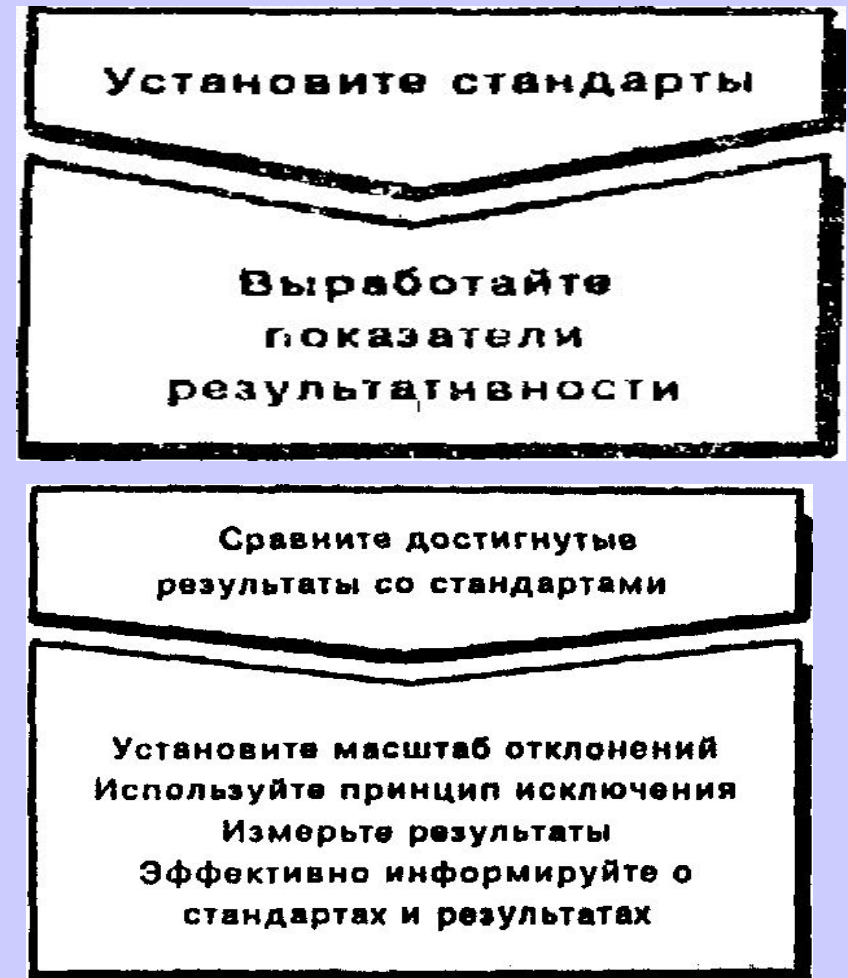 Установите стандарты
Выработайте
показатели
результативности
Сравните достигнутые
результаты со стандартами
Установите масштаб отклонений
Используйте принцип исключения
Измерьте результаты
Эффективно информируйте о
стандартах и результатах